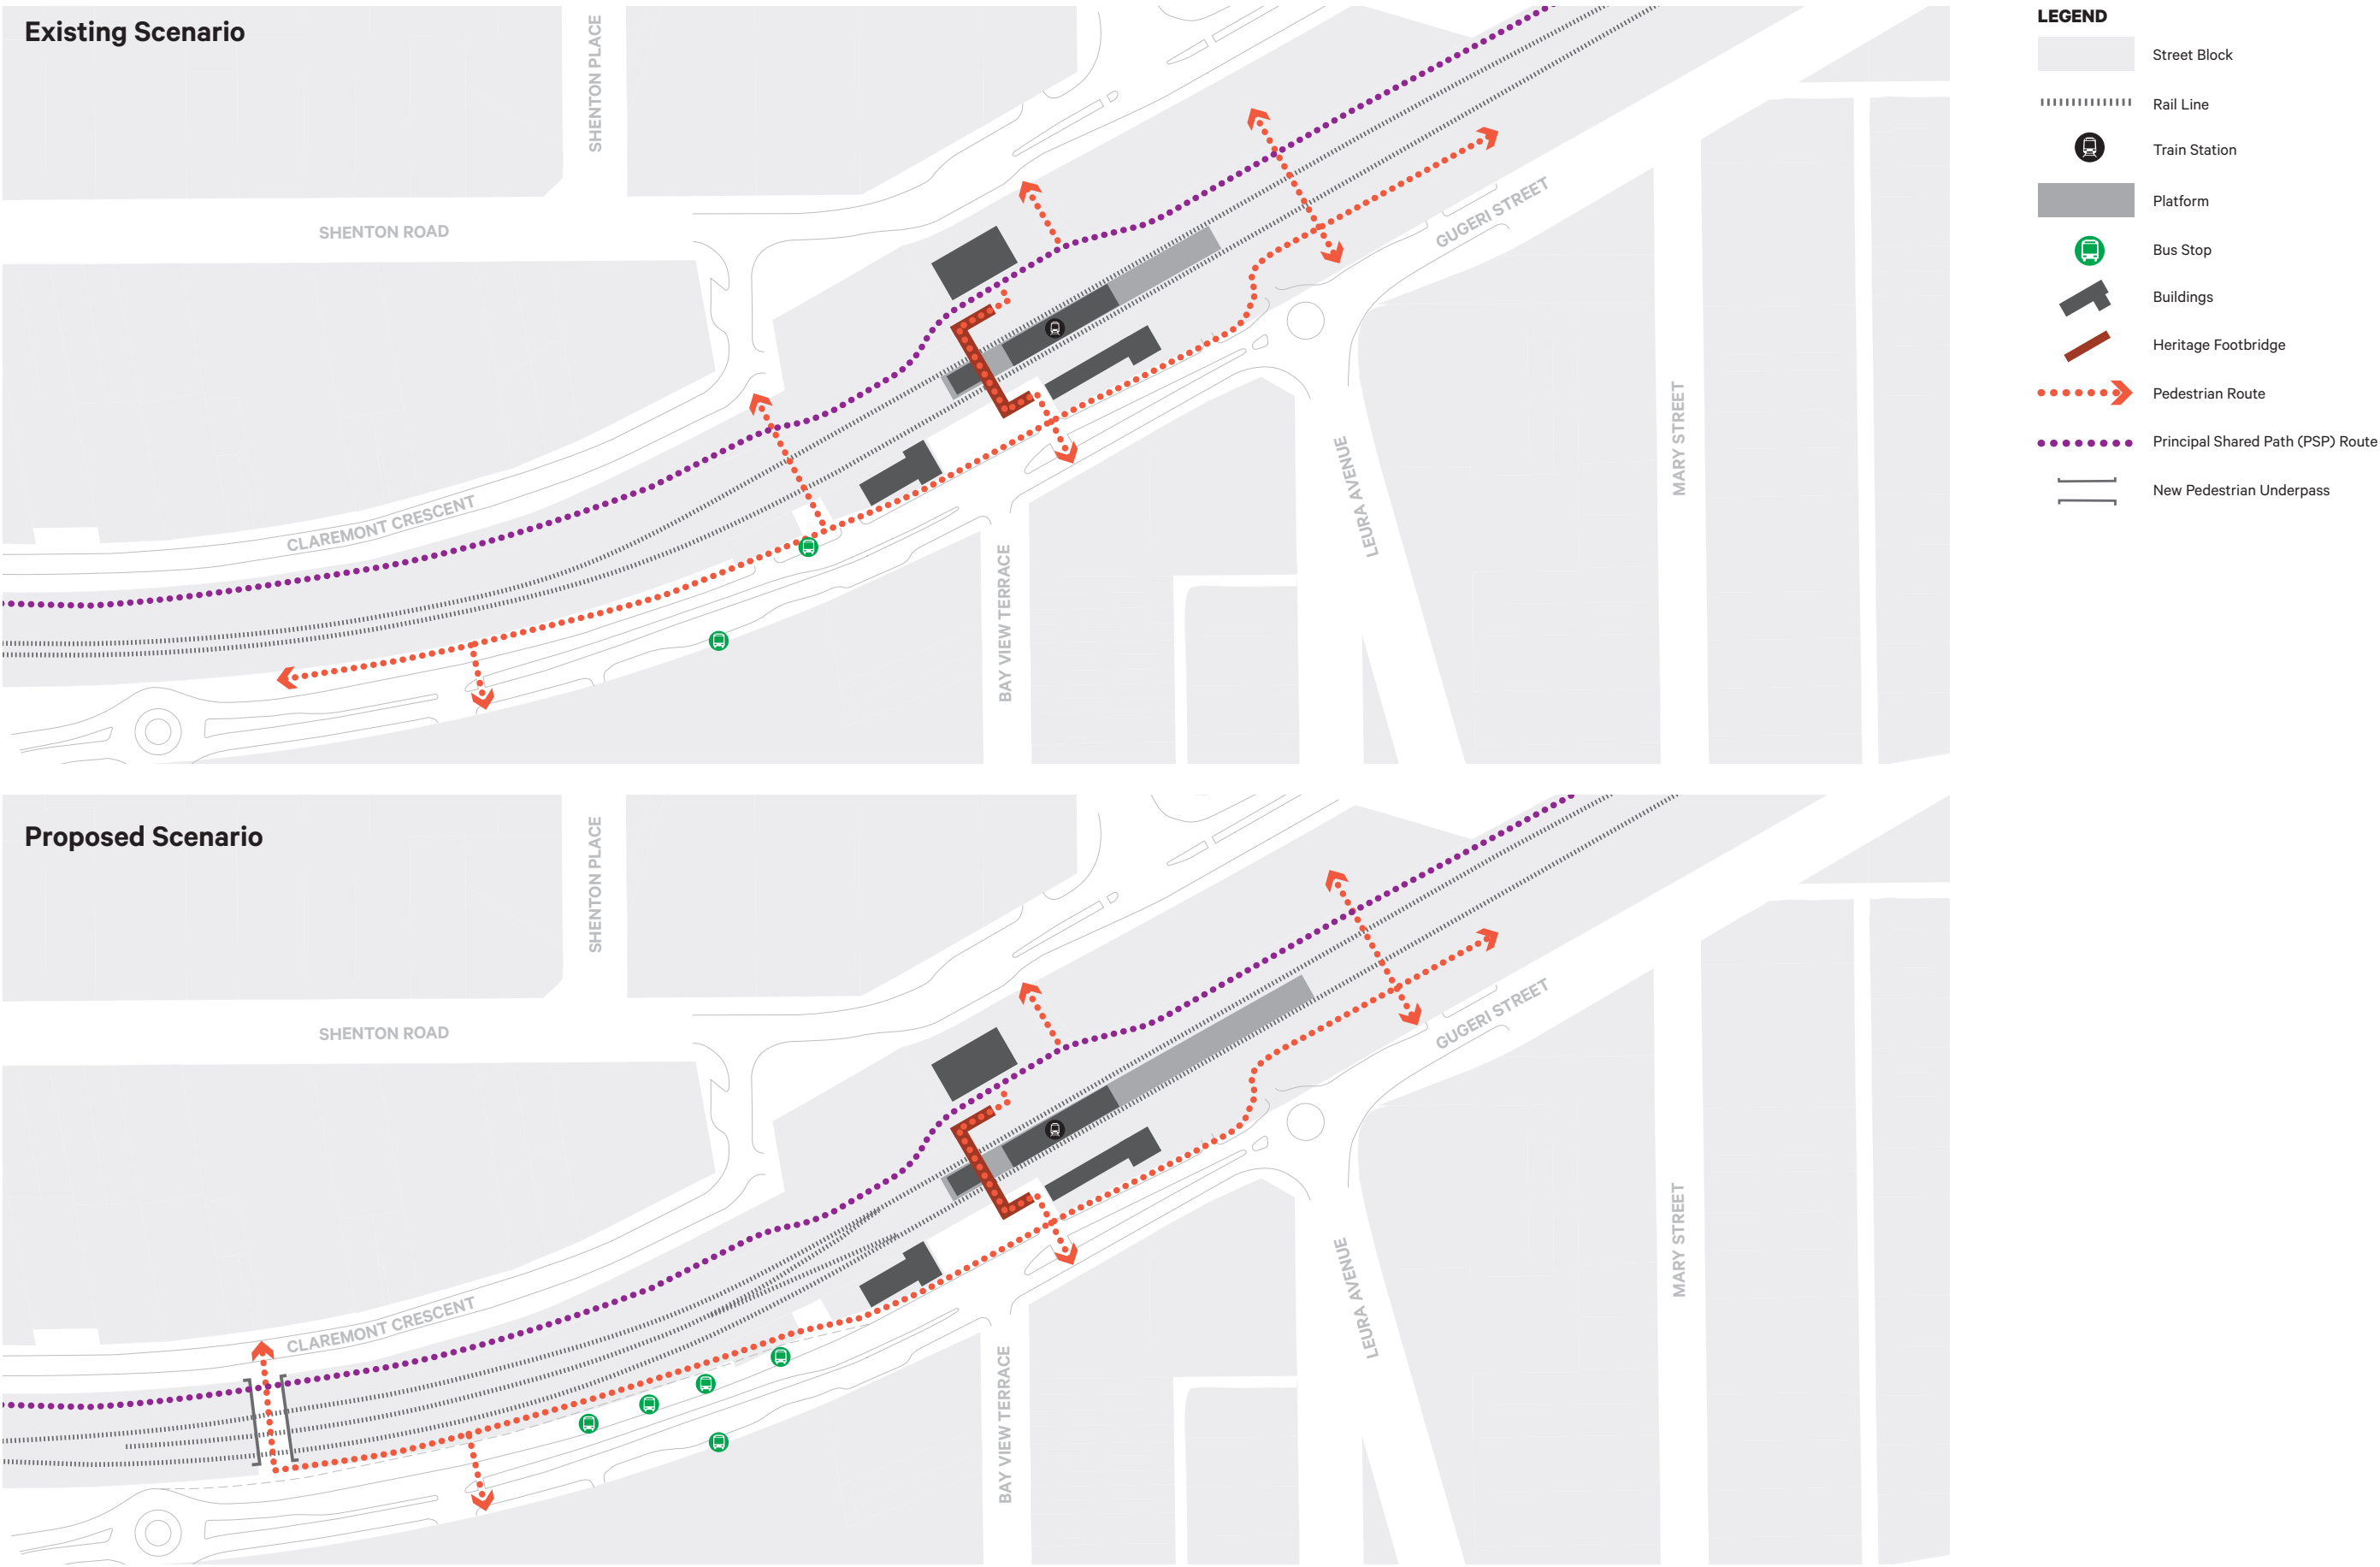 Existing Scenario
SHENTON PLACE
SHENTON ROAD
CLAREMONT CRESCENT
GUGERI STREET
LEURA AVENUE
MARY STREET
BAY VIEW TERRACE
LEGEND
Street Block
Rail Line
Train Station
Platform
Bus Stop
Buildings
Heritage Footbridge
Pedestrian Route
Principal Shared Path (PSP) Route
New Pedestrian Underpass
Proposed Scenario
SHENTON PLACE
SHENTON ROAD
CLAREMONT CRESCENT
GUGERI STREET
LEURA AVENUE
MARY STREET
BAY VIEW TERRACE